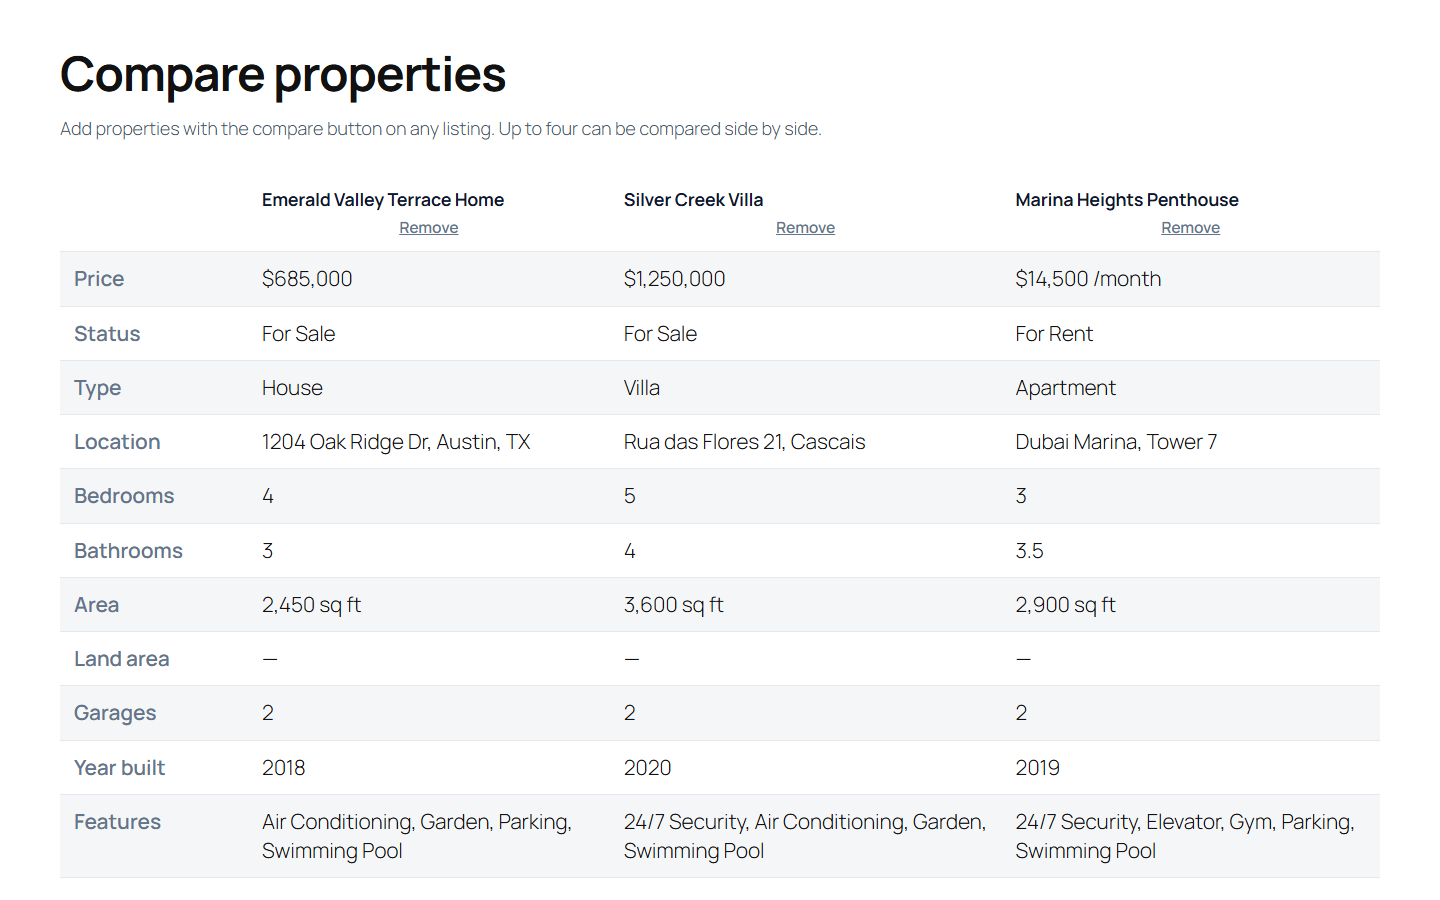 Compare properties
Add properties with the compare button on any listing. Up to four can be compared side by side.
Emerald Valley Terrace Home Silver Creek Villa Marina Heights Penthouse
Remove Remove Remove
Price $685,000 $1,250,000 $14,500 /month
Status For Sale For Sale For Rent
Type House Villa Apartment
Location 1204 Oak Ridge Dr, Austin, TX Rua das Flores 21, Cascais Dubai Marina, Tower 7
Bedrooms 4 5 3
Bathrooms 3 4 3.5
Area 2,450 sq ft 3,600 sq ft 2,900 sq ft
Land area — — —
Garages 2 2 2
Year built 2018 2020 2019
Features Air Conditioning, Garden, Parking, 24/7 Security, Air Conditioning, Garden, 24/7 Security, Elevator, Gym, Parking,
Swimming Pool Swimming Pool Swimming Pool